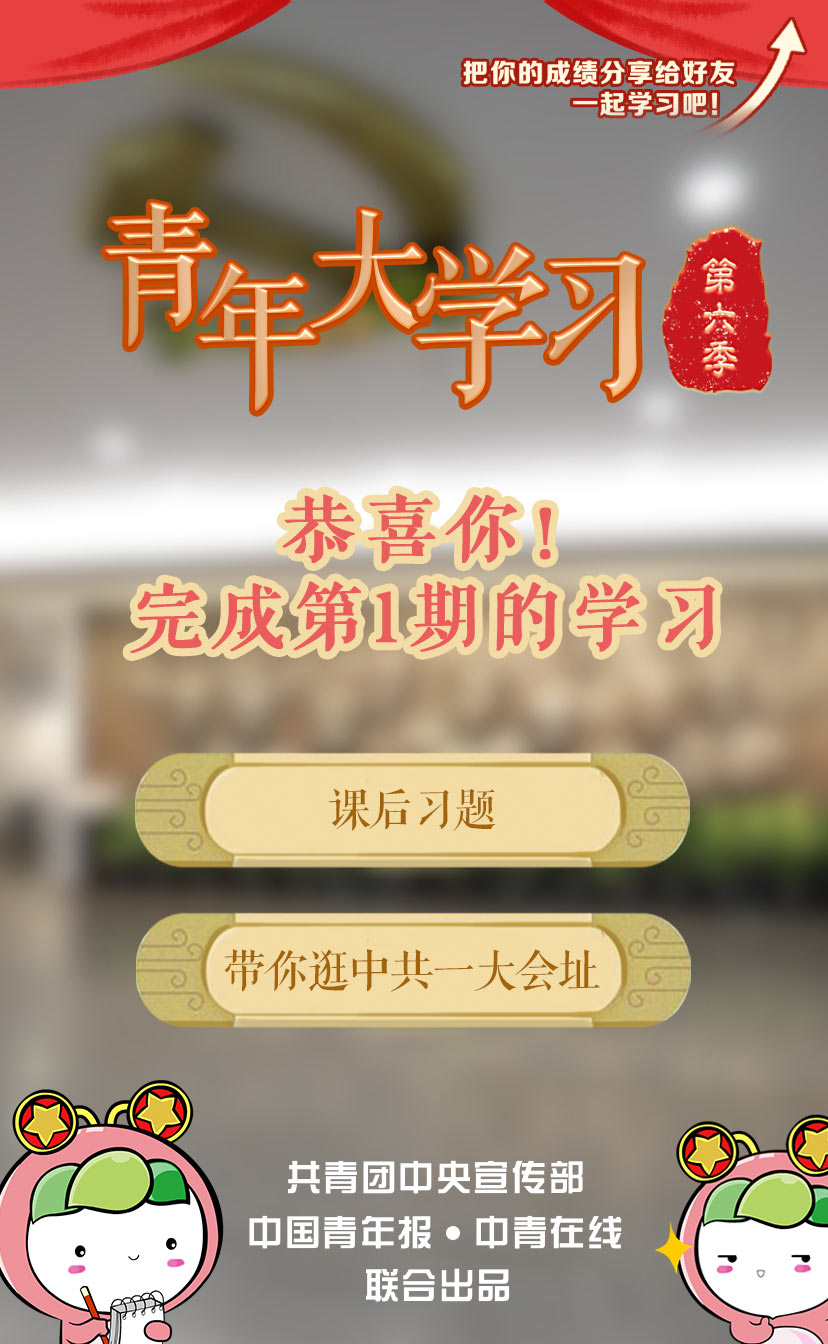 把你的成绩分享给好友
一起学习吧!
青年大学习
第六季
恭喜你!
完成第1期的学习
课后习题
带你逛中共一大会址
共青团中央宣传部
中国青年报•中青在线
联合出品